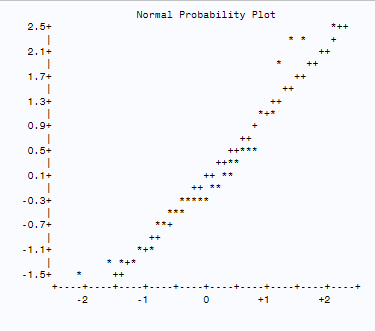 Normal Probability Plot
2.5+ *++
| * * +
2.1+ ++
| * ++
1.7+ ++
| ++
1.3+ ++
| *+*
0.9+ +
| ++
0.5+ ++***
| ++**
0.1+ ++ **
| ++ **
-0.3+ *****
| ***
-0.7+ **+
| ++
-1.1+ *+*
| * *++
-1.5+ * ++
+----+----+----+----+----+----+----+----+----+----+
-2 -1 0 +1 +2